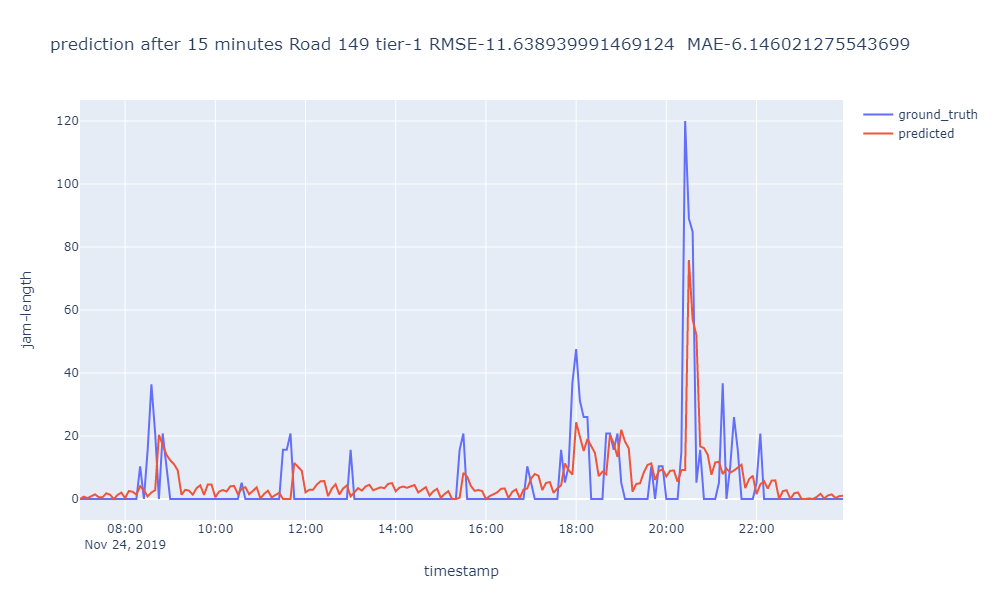 prediction after 15 minutes Road 149 tier-1 RMSE-11.638939991469124  MAE-6.146021275543699
ground_truth
predicted
120
100
80
60
40
20
0
jam-length
08:00 10:00 12:00 14:00 16:00 18:00 20:00 22:00
Nov 24, 2019
timestamp